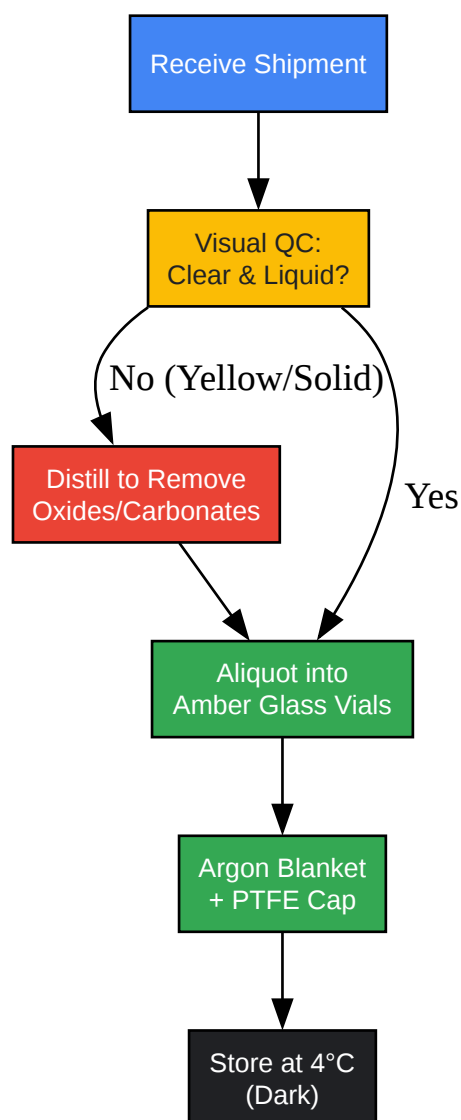 Receive Shipment
Visual QC:
Clear & Liquid?
No (Yellow/Solid)
Distill to Remove
Oxides/Carbonates
Yes
Aliquot into
Amber Glass Vials
Argon Blanket
+ PTFE Cap
Store at 4°C
(Dark)